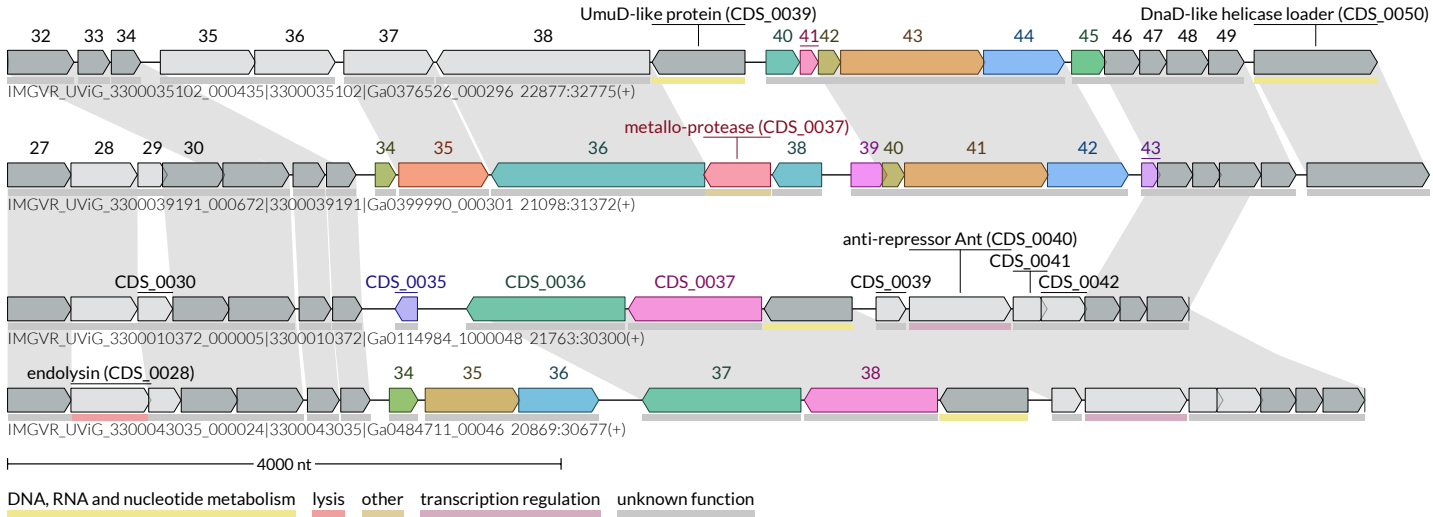 UmuD-like protein (CDS_0039) DnaD-like helicase loader (CDS_0050)
32 33 34 35 36 37 38 40 41 42 43 44 45 46 47 48 49
IMGVR_UViG_3300035102_000435|3300035102|Ga0376526_000296 22877:32775(+)
metallo-protease (CDS_0037)
27 28 29 30 34 35 36 38 39 40 41 42 43
IMGVR_UViG_3300039191_000672|3300039191|Ga0399990_000301 21098:31372(+)
anti-repressor Ant (CDS_0040)
CDS_0041
CDS_0030 CDS_0035 CDS_0036 CDS_0037 CDS_0039 CDS_0042
IMGVR_UViG_3300010372_000005|3300010372|Ga0114984_1000048 21763:30300(+)
endolysin (CDS_0028) 34 35 36 37 38
IMGVR_UViG_3300043035_000024|3300043035|Ga0484711_00046 20869:30677(+)
4000 nt
DNA, RNA and nucleotide metabolism lysis other transcription regulation unknown function